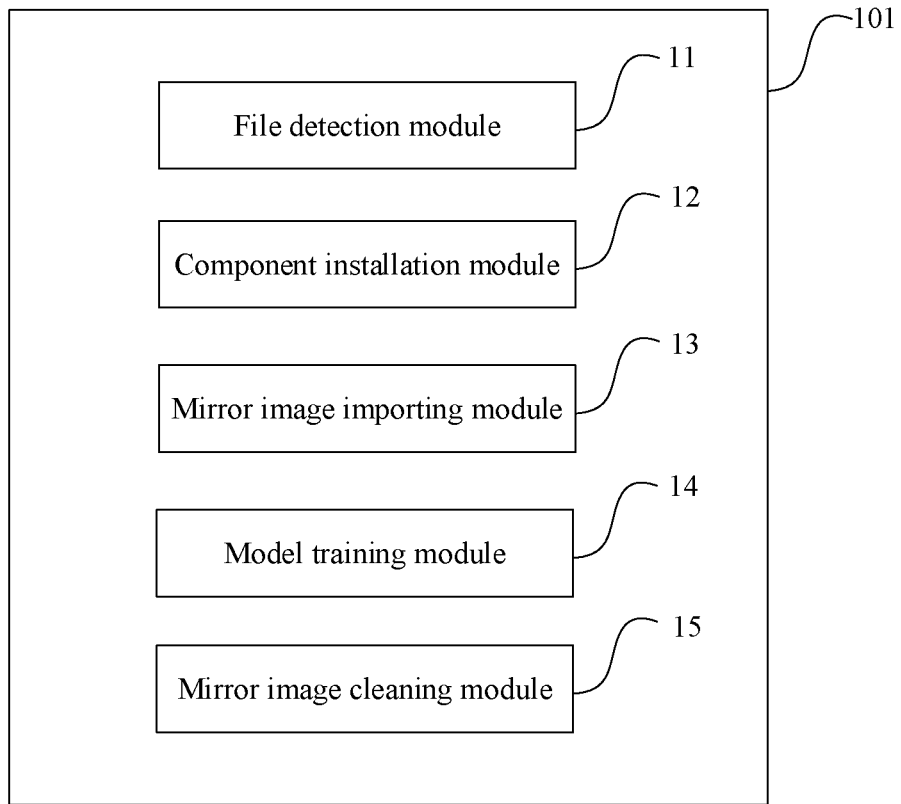 101
11
File detection module
12
Component installation module
13
Mirror image importing module
14
Model training module
15
Mirror image cleaning module